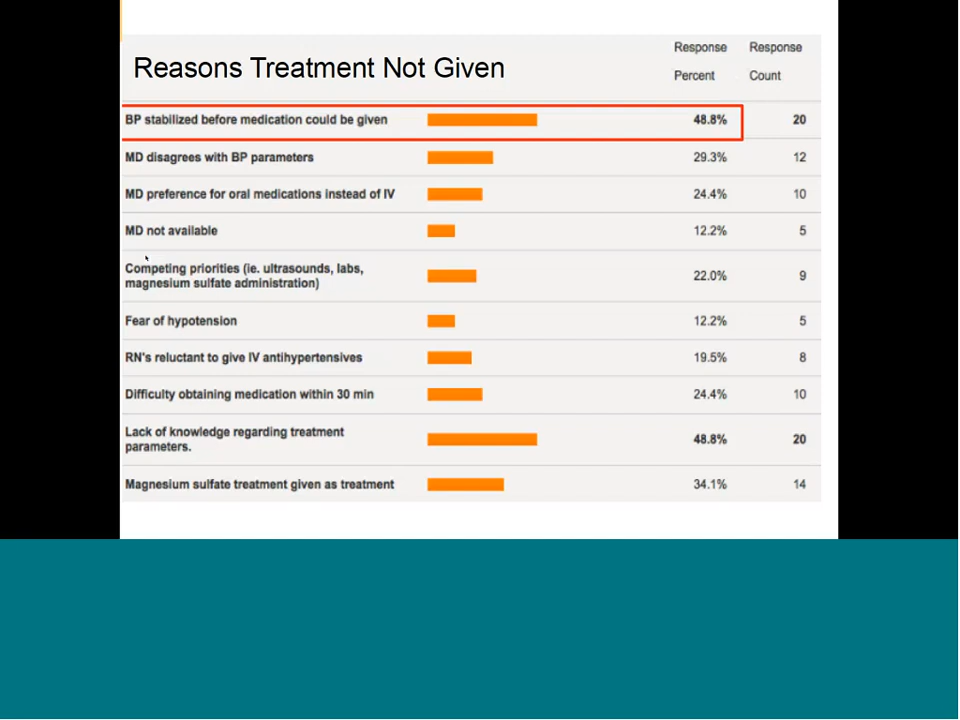 Reasons Treatment Not Given
Response Percent
Response Count
BP stabilized before medication could be given 48.8% 20
MD disagrees with BP parameters 29.3% 12
MD preference for oral medications instead of IV 24.4% 10
MD not available 12.2% 5
Competing priorities (ie. ultrasounds, labs,
magnesium sulfate administration) 22.0% 9
Fear of hypotension 12.2% 5
RN's reluctant to give IV antihypertensives 19.5% 8
Difficulty obtaining medication within 30 min 24.4% 10
Lack of knowledge regarding treatment
parameters. 48.8% 20
Magnesium sulfate treatment given as treatment 34.1% 14